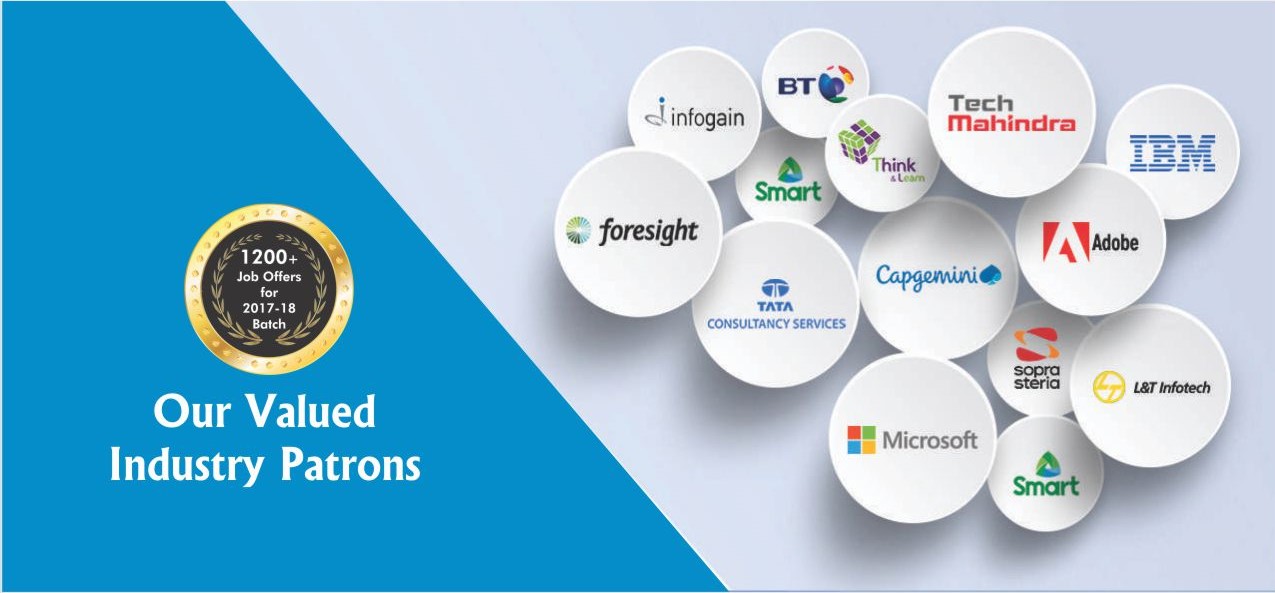 1200+
Job Offers
for
2017-18
Batch
Our Valued
Industry Patrons
infogain
BT
Think
& Learn
Tech
Mahindra
IBM
Smart
foresight
TATA
CONSULTANCY SERVICES
Capgemini
Adobe
sopra
steria
L&T Infotech
LT
Microsoft
Smart